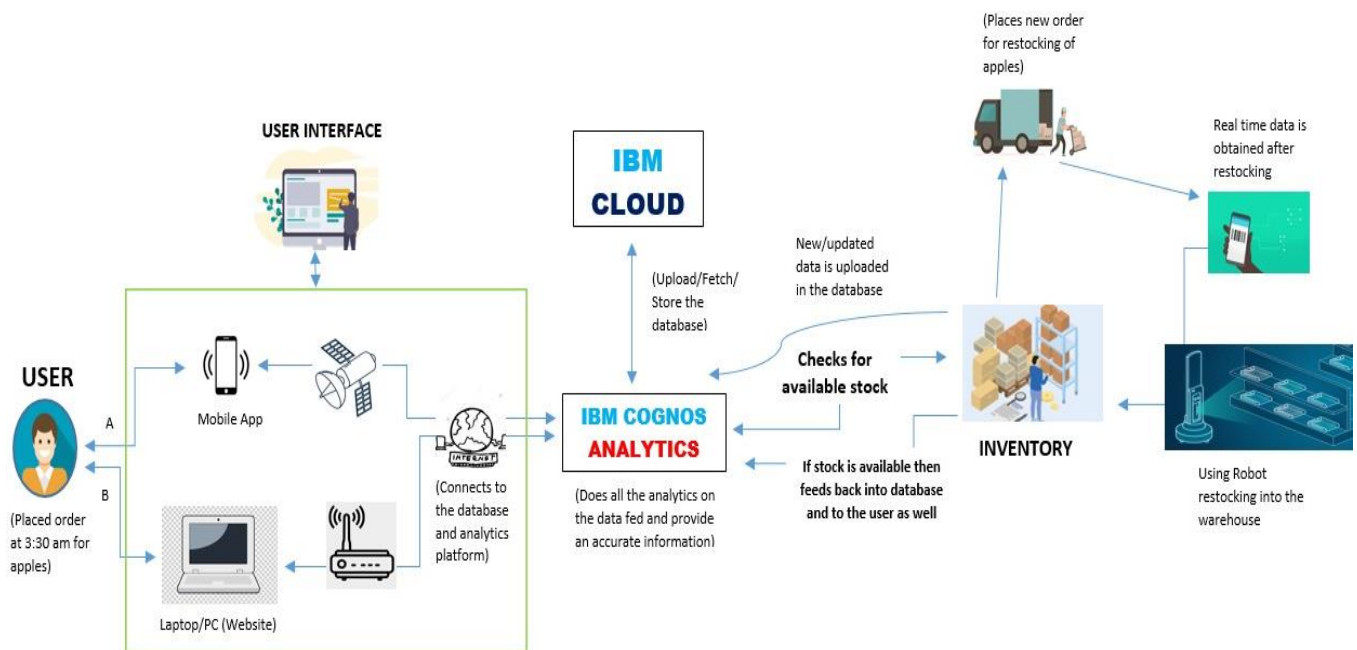 (Places new order
for restocking of
apples)
Real time data is
obtained after
restocking
USER INTERFACE
IBM
CLOUD
New/updated
data is uploaded
in the database
(Upload/Fetch/
Store the
database)
Checks for
available stock
USER
A
B
(Placed order
at 3:30 am for
apples)
Mobile App
INTERNET
(Connects to
the database
and analytics
platform)
Laptop/PC (Website)
IBM COGNOS
ANALYTICS
(Does all the analytics on
the data fed and provide
an accurate information)
If stock is available then
feeds back into database
and to the user as well
INVENTORY
Using Robot
restocking into the
warehouse